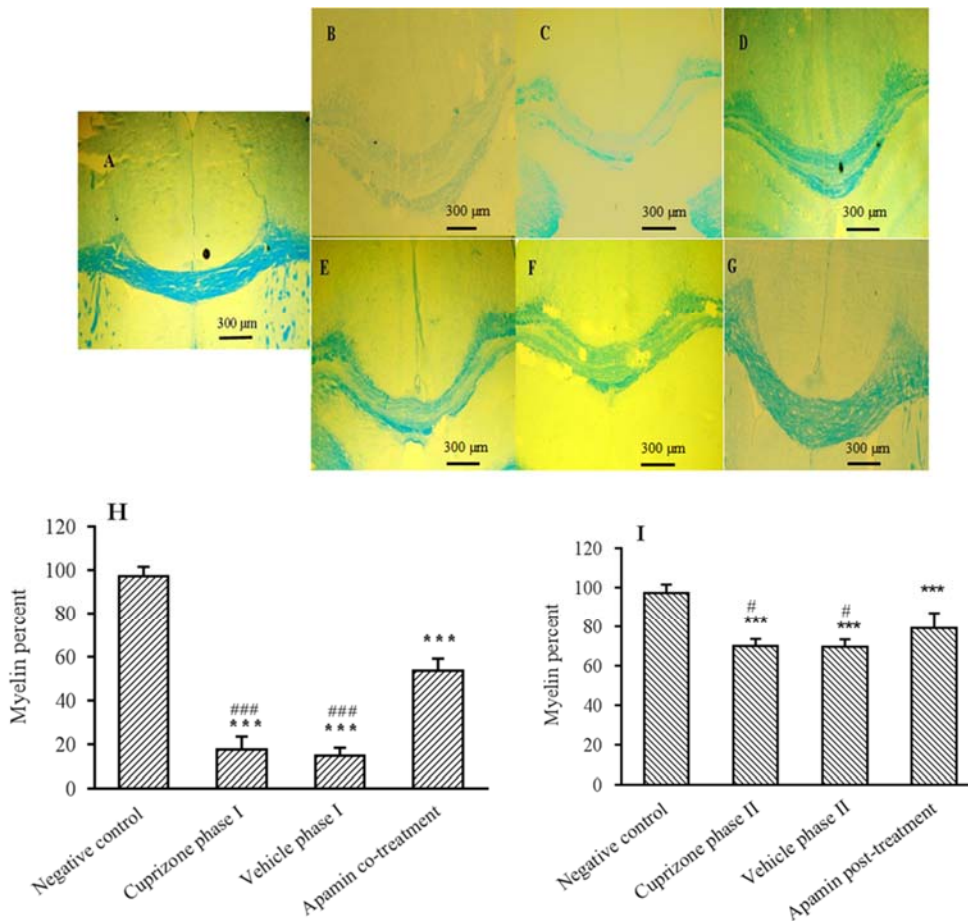 A
300 µm
B
300 µm
C
300 µm
D
300 µm
E
300 µm
F
300 µm
G
300 µm
H
Myelin percent
120
100
80
60
40
20
0
###
***
###
***
***
Negative control
Cuprizone phase I
Vehicle phase I
Apamin co-treatment
I
Myelin percent
120
100
80
60
40
20
0
#
***
#
***
***
Negative control
Cuprizone phase II
Vehicle phase II
Apamin post-treatment